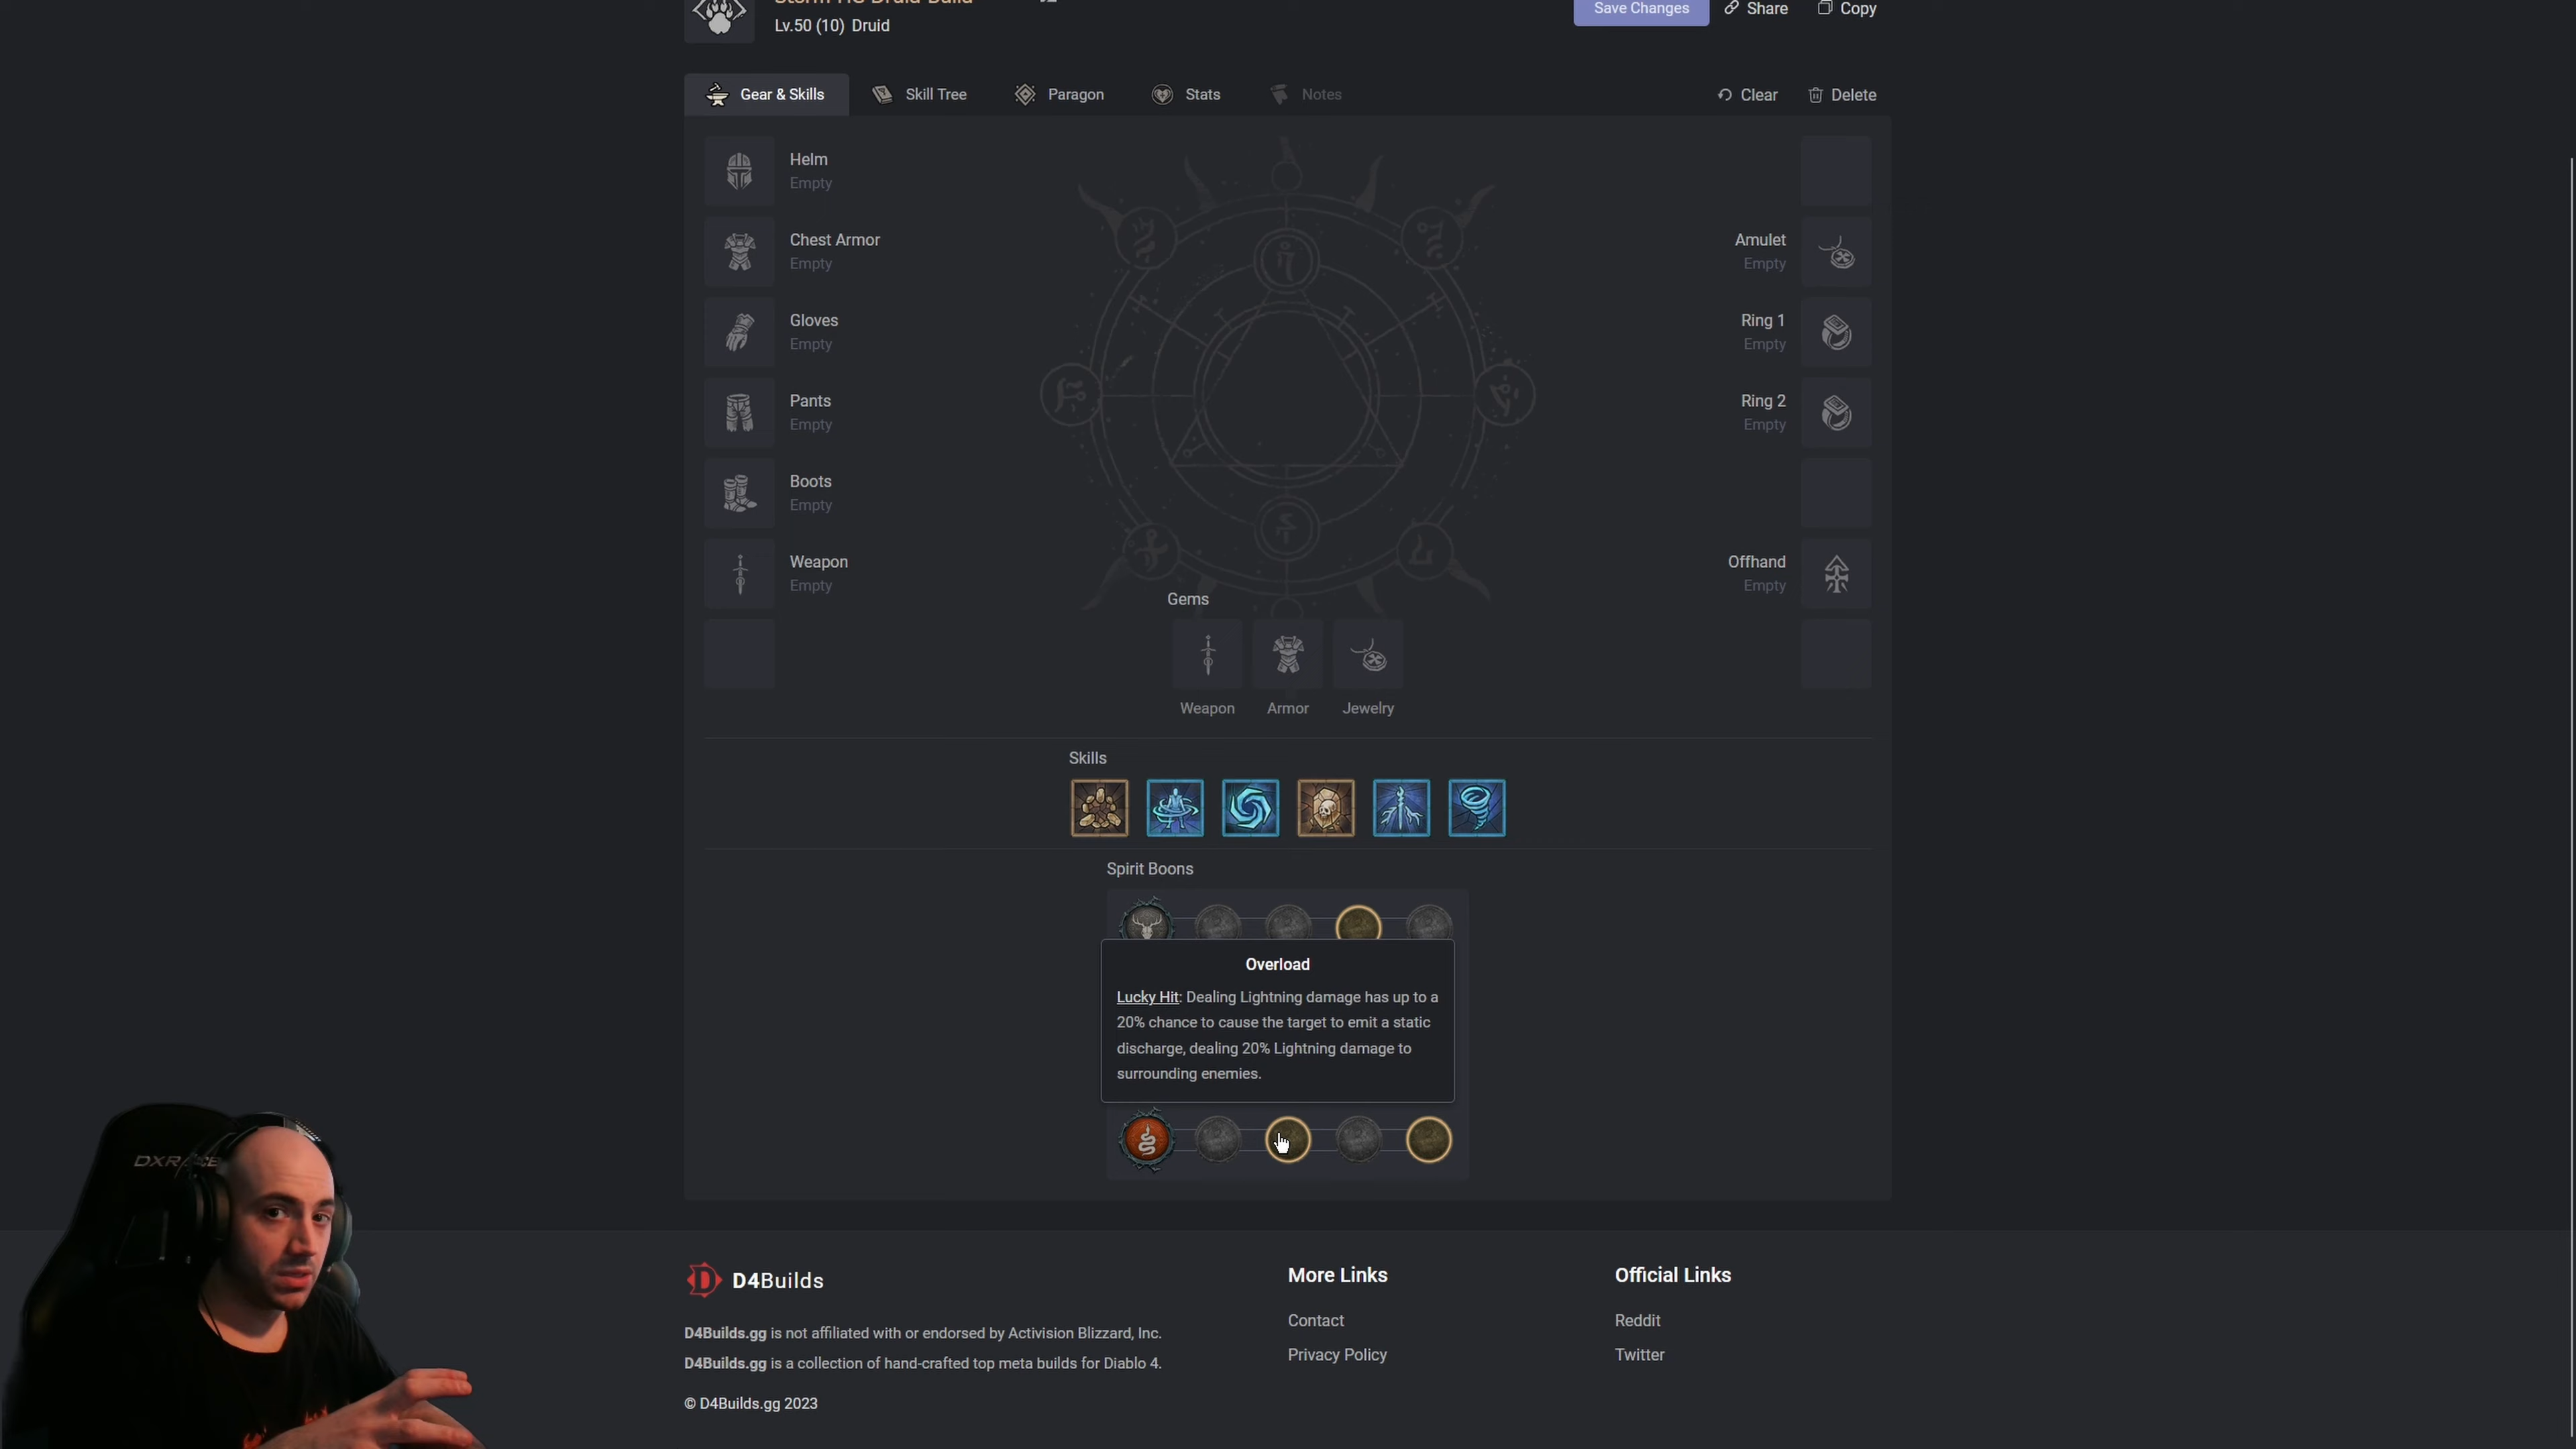 Storm HC Druid Build
Lv.50 (10) Druid
Save Changes
Share
Copy
Gear & Skills
Skill Tree
Paragon
Stats
Notes
Clear
Delete
Helm
Empty
Chest Armor
Empty
Gloves
Empty
Pants
Empty
Boots
Empty
Weapon
Empty
Amulet
Empty
Ring 1
Empty
Ring 2
Empty
Offhand
Empty
Gems
Weapon
Armor
Jewelry
Skills
Spirit Boons
Overload
Lucky Hit: Dealing Lightning damage has up to a
20% chance to cause the target to emit a static
discharge, dealing 20% Lightning damage to
surrounding enemies.
D4Builds
D4Builds.gg is not affiliated with or endorsed by Activision Blizzard, Inc.
D4Builds.gg is a collection of hand-crafted top meta builds for Diablo 4.
© D4Builds.gg 2023
More Links
Contact
Privacy Policy
Official Links
Reddit
Twitter